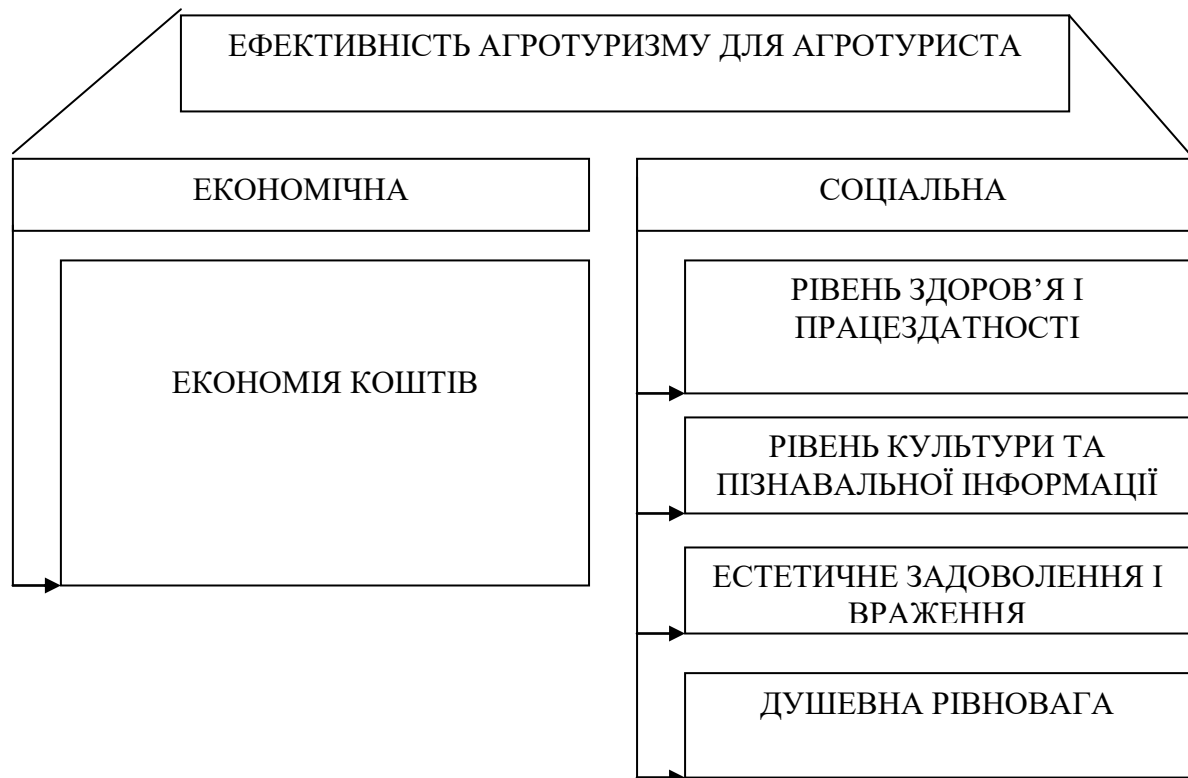 ЕФЕКТИВНІСТЬ АГРОТУРИЗМУ ДЛЯ АГРОТУРИСТА
ЕКОНОМІЧНА
ЕКОНОМІЯ КОШТІВ
СОЦІАЛЬНА
РІВЕНЬ ЗДОРОВ’Я І
ПРАЦЕЗДАТНОСТІ
РІВЕНЬ КУЛЬТУРИ ТА
ПІЗНАВАЛЬНОЇ ІНФОРМАЦІЇ
ЕСТЕТИЧНЕ ЗАДОВОЛЕННЯ І
ВРАЖЕННЯ
ДУШЕВНА РІВНОВАГА